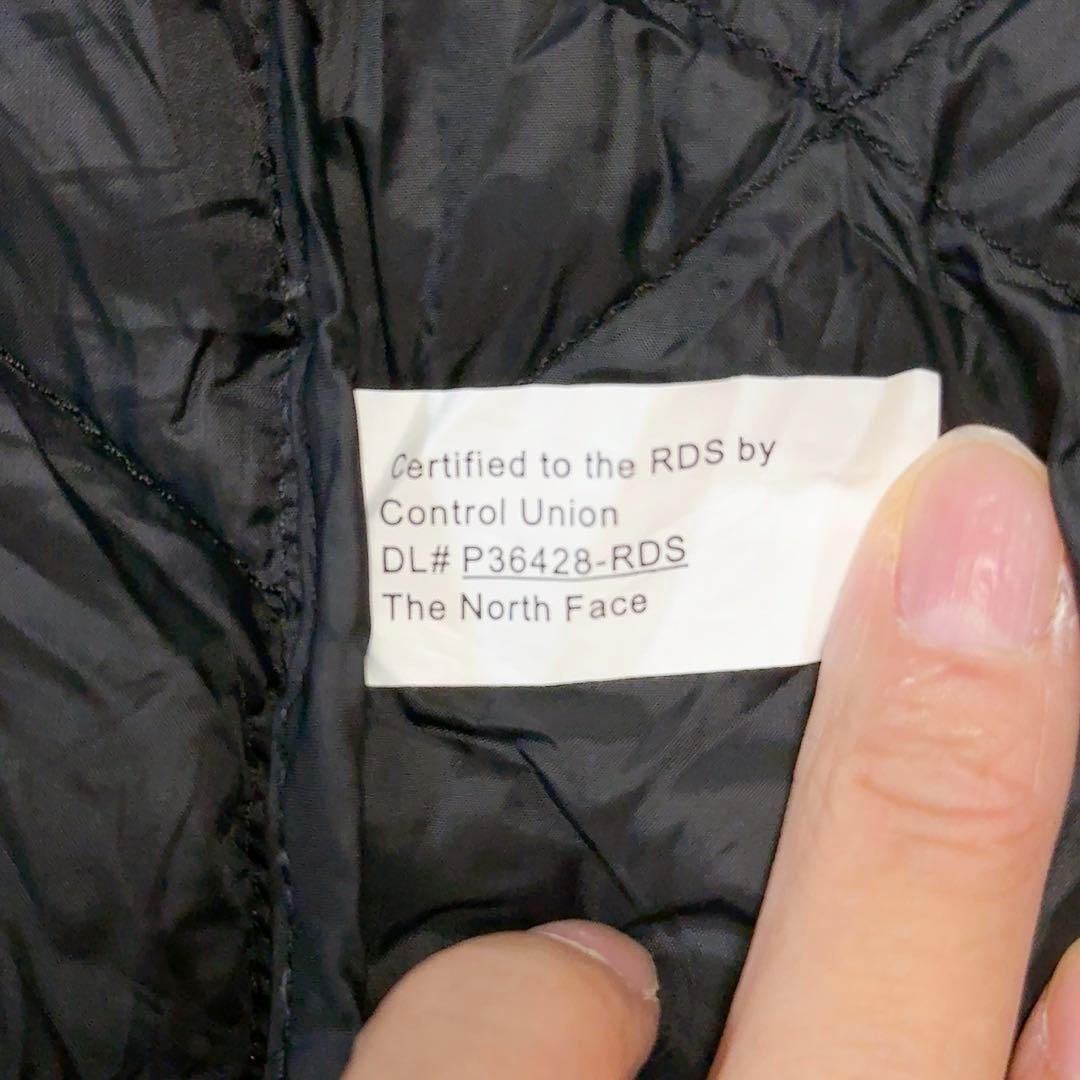 Certified to the RDS by
Control Union
DL# P36428-RDS
The North Face